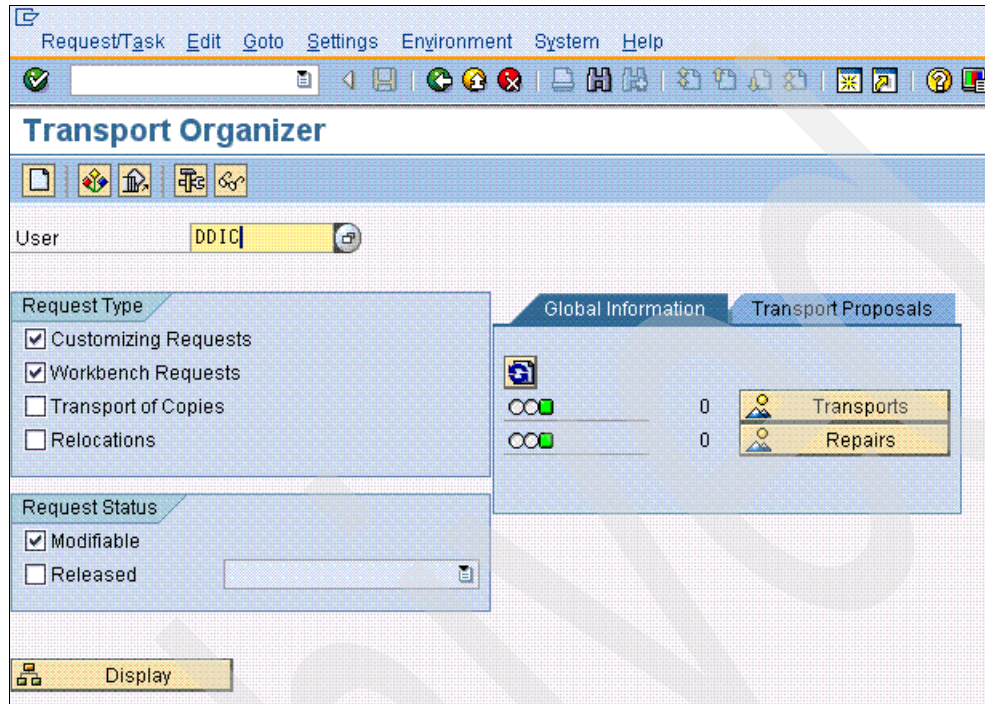 Request/Task Edit Goto Settings Environment System Help
Transport Organizer
User DDIC
Request Type
Customizing Requests
Workbench Requests
Transport of Copies
Relocations
Global Information Transport Proposals
0 Transports
0 Repairs
Request Status
Modifiable
Released
Display